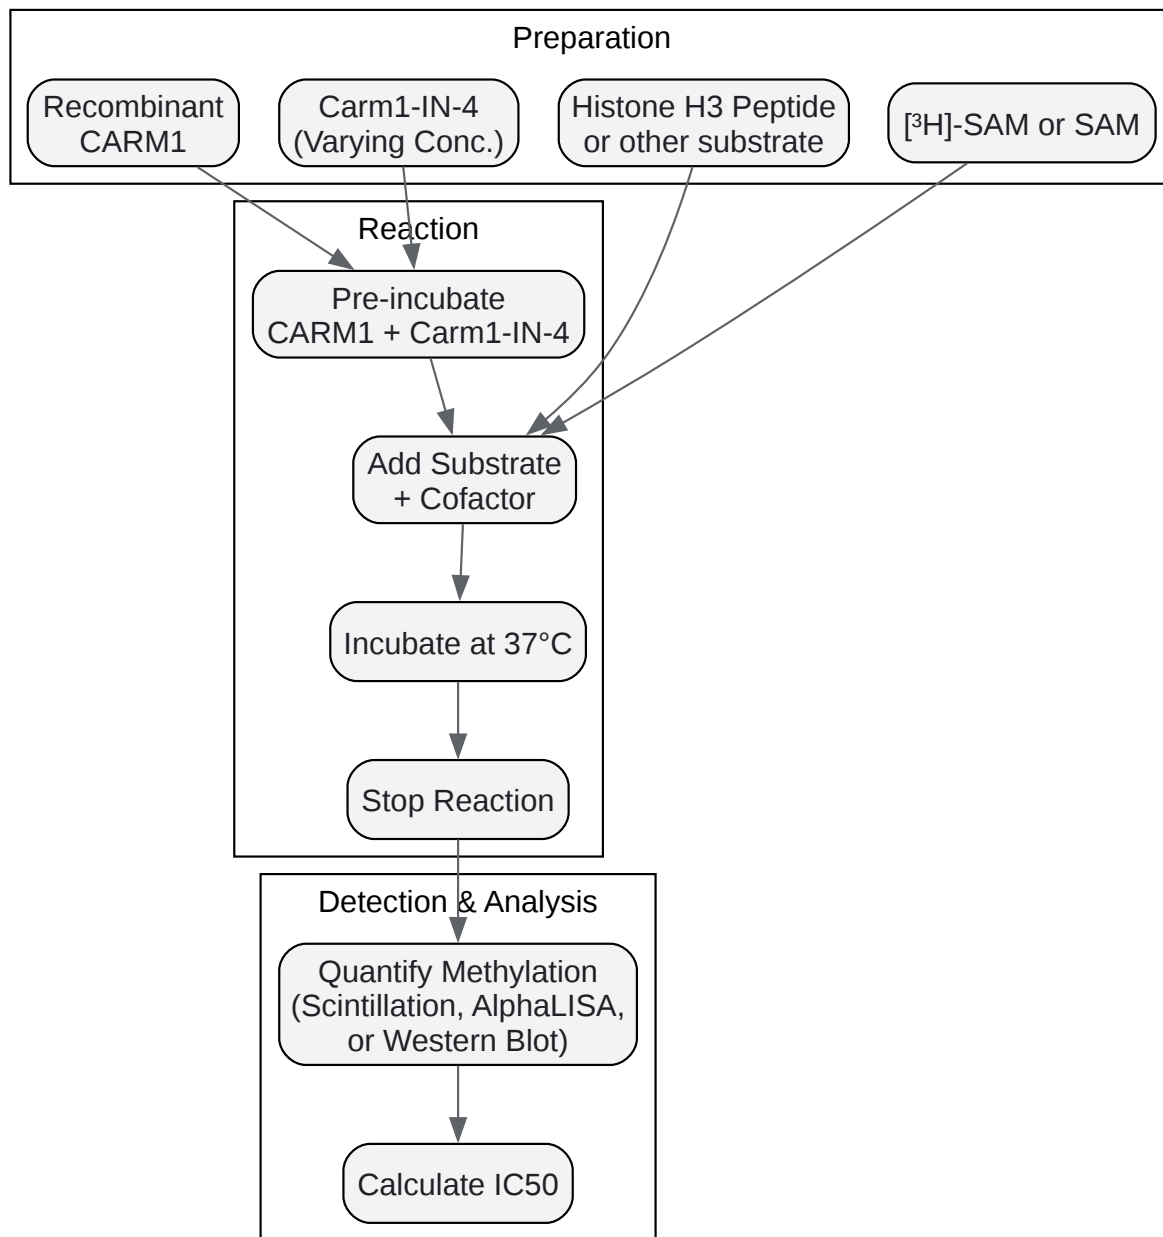 Preparation
Recombinant
CARM1
Carm1-IN-4
(Varying Conc.)
Histone H3 Peptide
or other substrate
[³H]-SAM or SAM
Reaction
Pre-incubate
CARM1 + Carm1-IN-4
Add Substrate
+ Cofactor
Incubate at 37°C
Stop Reaction
Detection & Analysis
Quantify Methylation
(Scintillation, AlphaLISA,
or Western Blot)
Calculate IC50